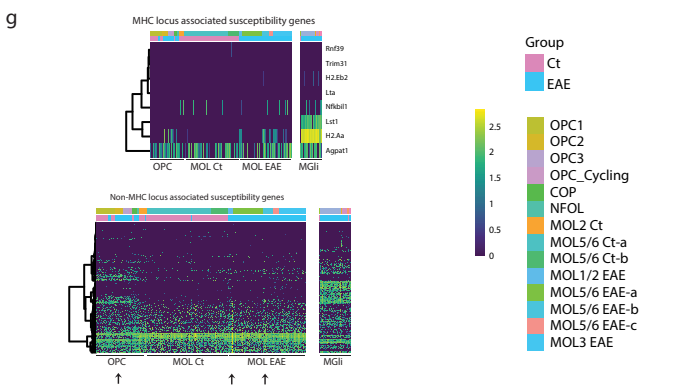 g
MHC locus associated susceptibility genes
Rnf39
Trim31
H2.Eb2
Lta
Nfkbil1
Lst1
H2.Aa
Agpat1
OPC MOL Ct MOL EAE MGli
Non-MHC locus associated susceptibility genes
OPC MOL Ct MOL EAE MGli
2.5
2
1.5
1
0.5
0
Group
Ct
EAE
OPC1
OPC2
OPC3
OPC_Cycling
COP
NFOL
MOL2 Ct
MOL5/6 Ct-a
MOL5/6 Ct-b
MOL1/2 EAE
MOL5/6 EAE-a
MOL5/6 EAE-b
MOL5/6 EAE-c
MOL3 EAE